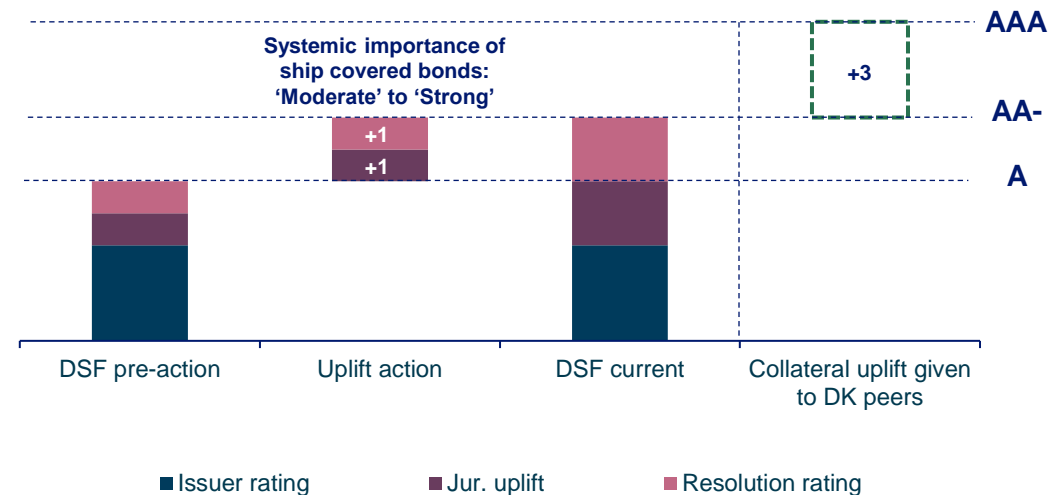 AAA
Systemic importance of
ship covered bonds:
‘Moderate’ to ‘Strong’
+3
AA-
+1
+1
A
DSF pre-action
Uplift action
DSF current
Collateral uplift given
to DK peers
Issuer rating
Jur. uplift
Resolution rating